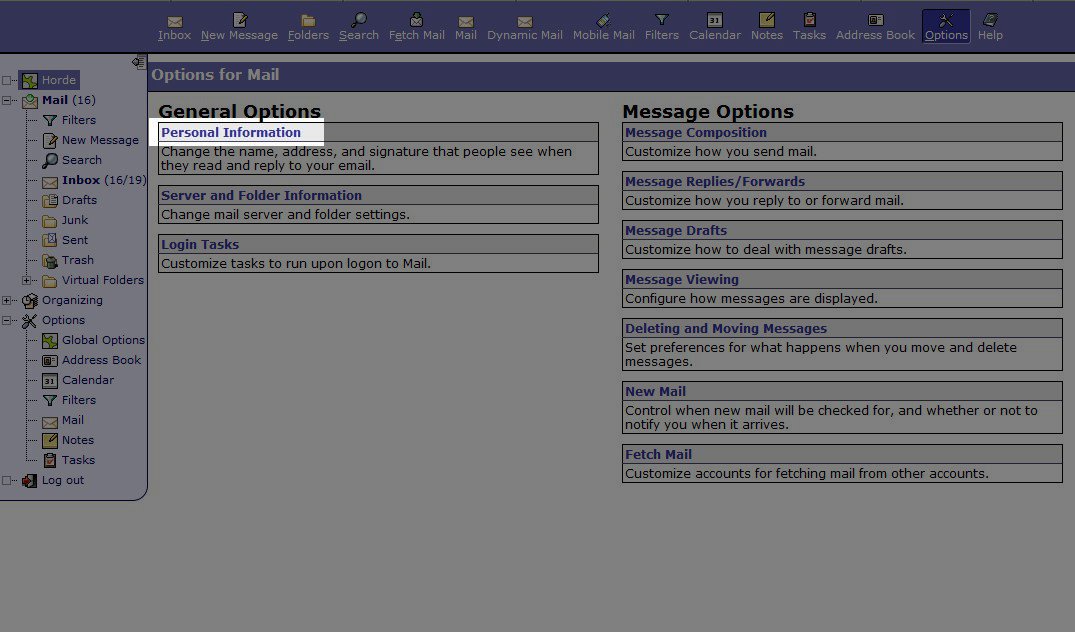 Inbox New Message Folders Search Fetch Mail Mail Dynamic Mail Mobile Mail Filters Calendar Notes Tasks Address Book Options Help
Horde
Mail (16)
Filters
New Message
Search
Inbox (16/19)
Drafts
Junk
Sent
Trash
Virtual Folders
Organizing
Options
Global Options
Address Book
31 Calendar
Filters
Mail
Notes
Tasks
Log out
Options for Mail
General Options
Personal Information
Change the name, address, and signature that people see when
they read and reply to your email.
Server and Folder Information
Change mail server and folder settings.
Login Tasks
Customize tasks to run upon logon to Mail.
Message Options
Message Composition
Customize how you send mail.
Message Replies/Forwards
Customize how you reply to or forward mail.
Message Drafts
Customize how to deal with message drafts.
Message Viewing
Configure how messages are displayed.
Deleting and Moving Messages
Set preferences for what happens when you move and delete
messages.
New Mail
Control when new mail will be checked for, and whether or not to
notify you when it arrives.
Fetch Mail
Customize accounts for fetching mail from other accounts.